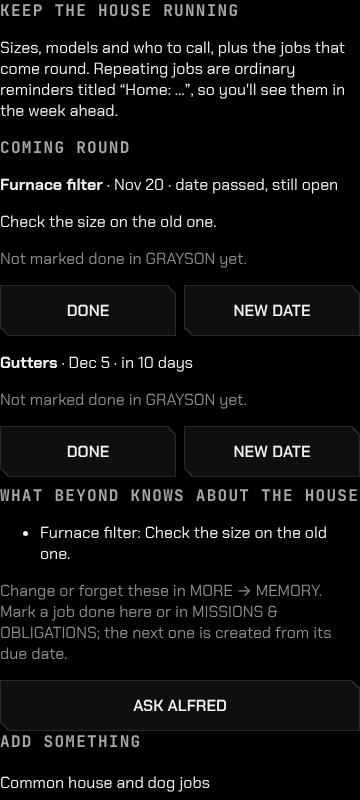 KEEP THE HOUSE RUNNING
Sizes, models and who to call, plus the jobs that
come round. Repeating jobs are ordinary
reminders titled “Home: ...”, so you'll see them in
the week ahead.
COMING ROUND
Furnace filter · Nov 20 · date passed, still open
Check the size on the old one.
Not marked done in GRAYSON yet.
DONE
NEW DATE
Gutters · Dec 5 · in 10 days
Not marked done in GRAYSON yet.
DONE
NEW DATE
WHAT BEYOND KNOWS ABOUT THE HOUSE
• Furnace filter: Check the size on the old
one.
Change or forget these in MORE → MEMORY.
Mark a job done here or in MISSIONS &
OBLIGATIONS; the next one is created from its
due date.
ASK ALFRED
ADD SOMETHING
Common house and dog jobs